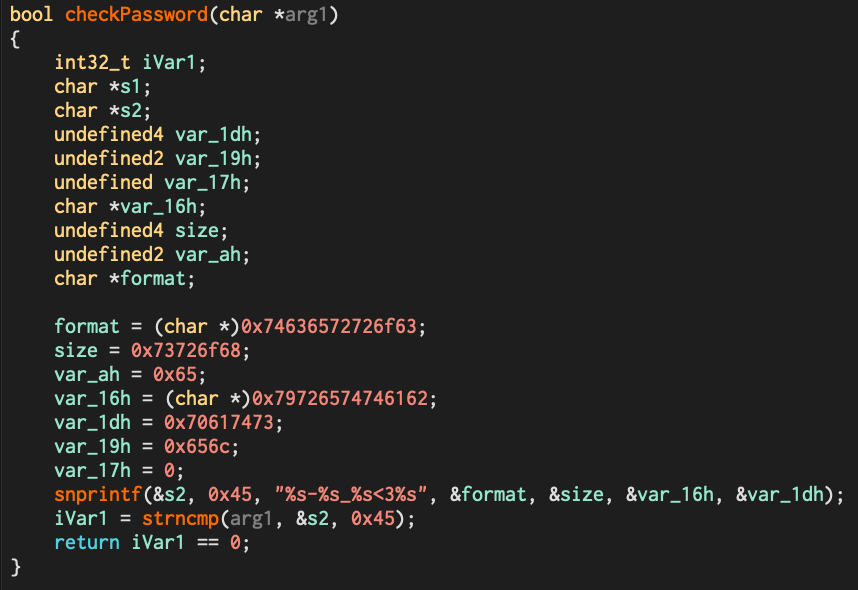 bool checkPassword(char *arg1)
{
    int32_t iVar1;
    char *s1;
    char *s2;
    undefined4 var_1dh;
    undefined2 var_19h;
    undefined var_17h;
    char *var_16h;
    undefined4 size;
    undefined2 var_ah;
    char *format;

    format = (char *)0x74636572726f63;
    size = 0x73726f68;
    var_ah = 0x65;
    var_16h = (char *)0x79726574746162;
    var_1dh = 0x70617473;
    var_19h = 0x656c;
    var_17h = 0;
    snprintf(&s2, 0x45, "%s-%s_%s<3%s", &format, &size, &var_16h, &var_1dh);
    iVar1 = strncmp(arg1, &s2, 0x45);
    return iVar1 == 0;
}